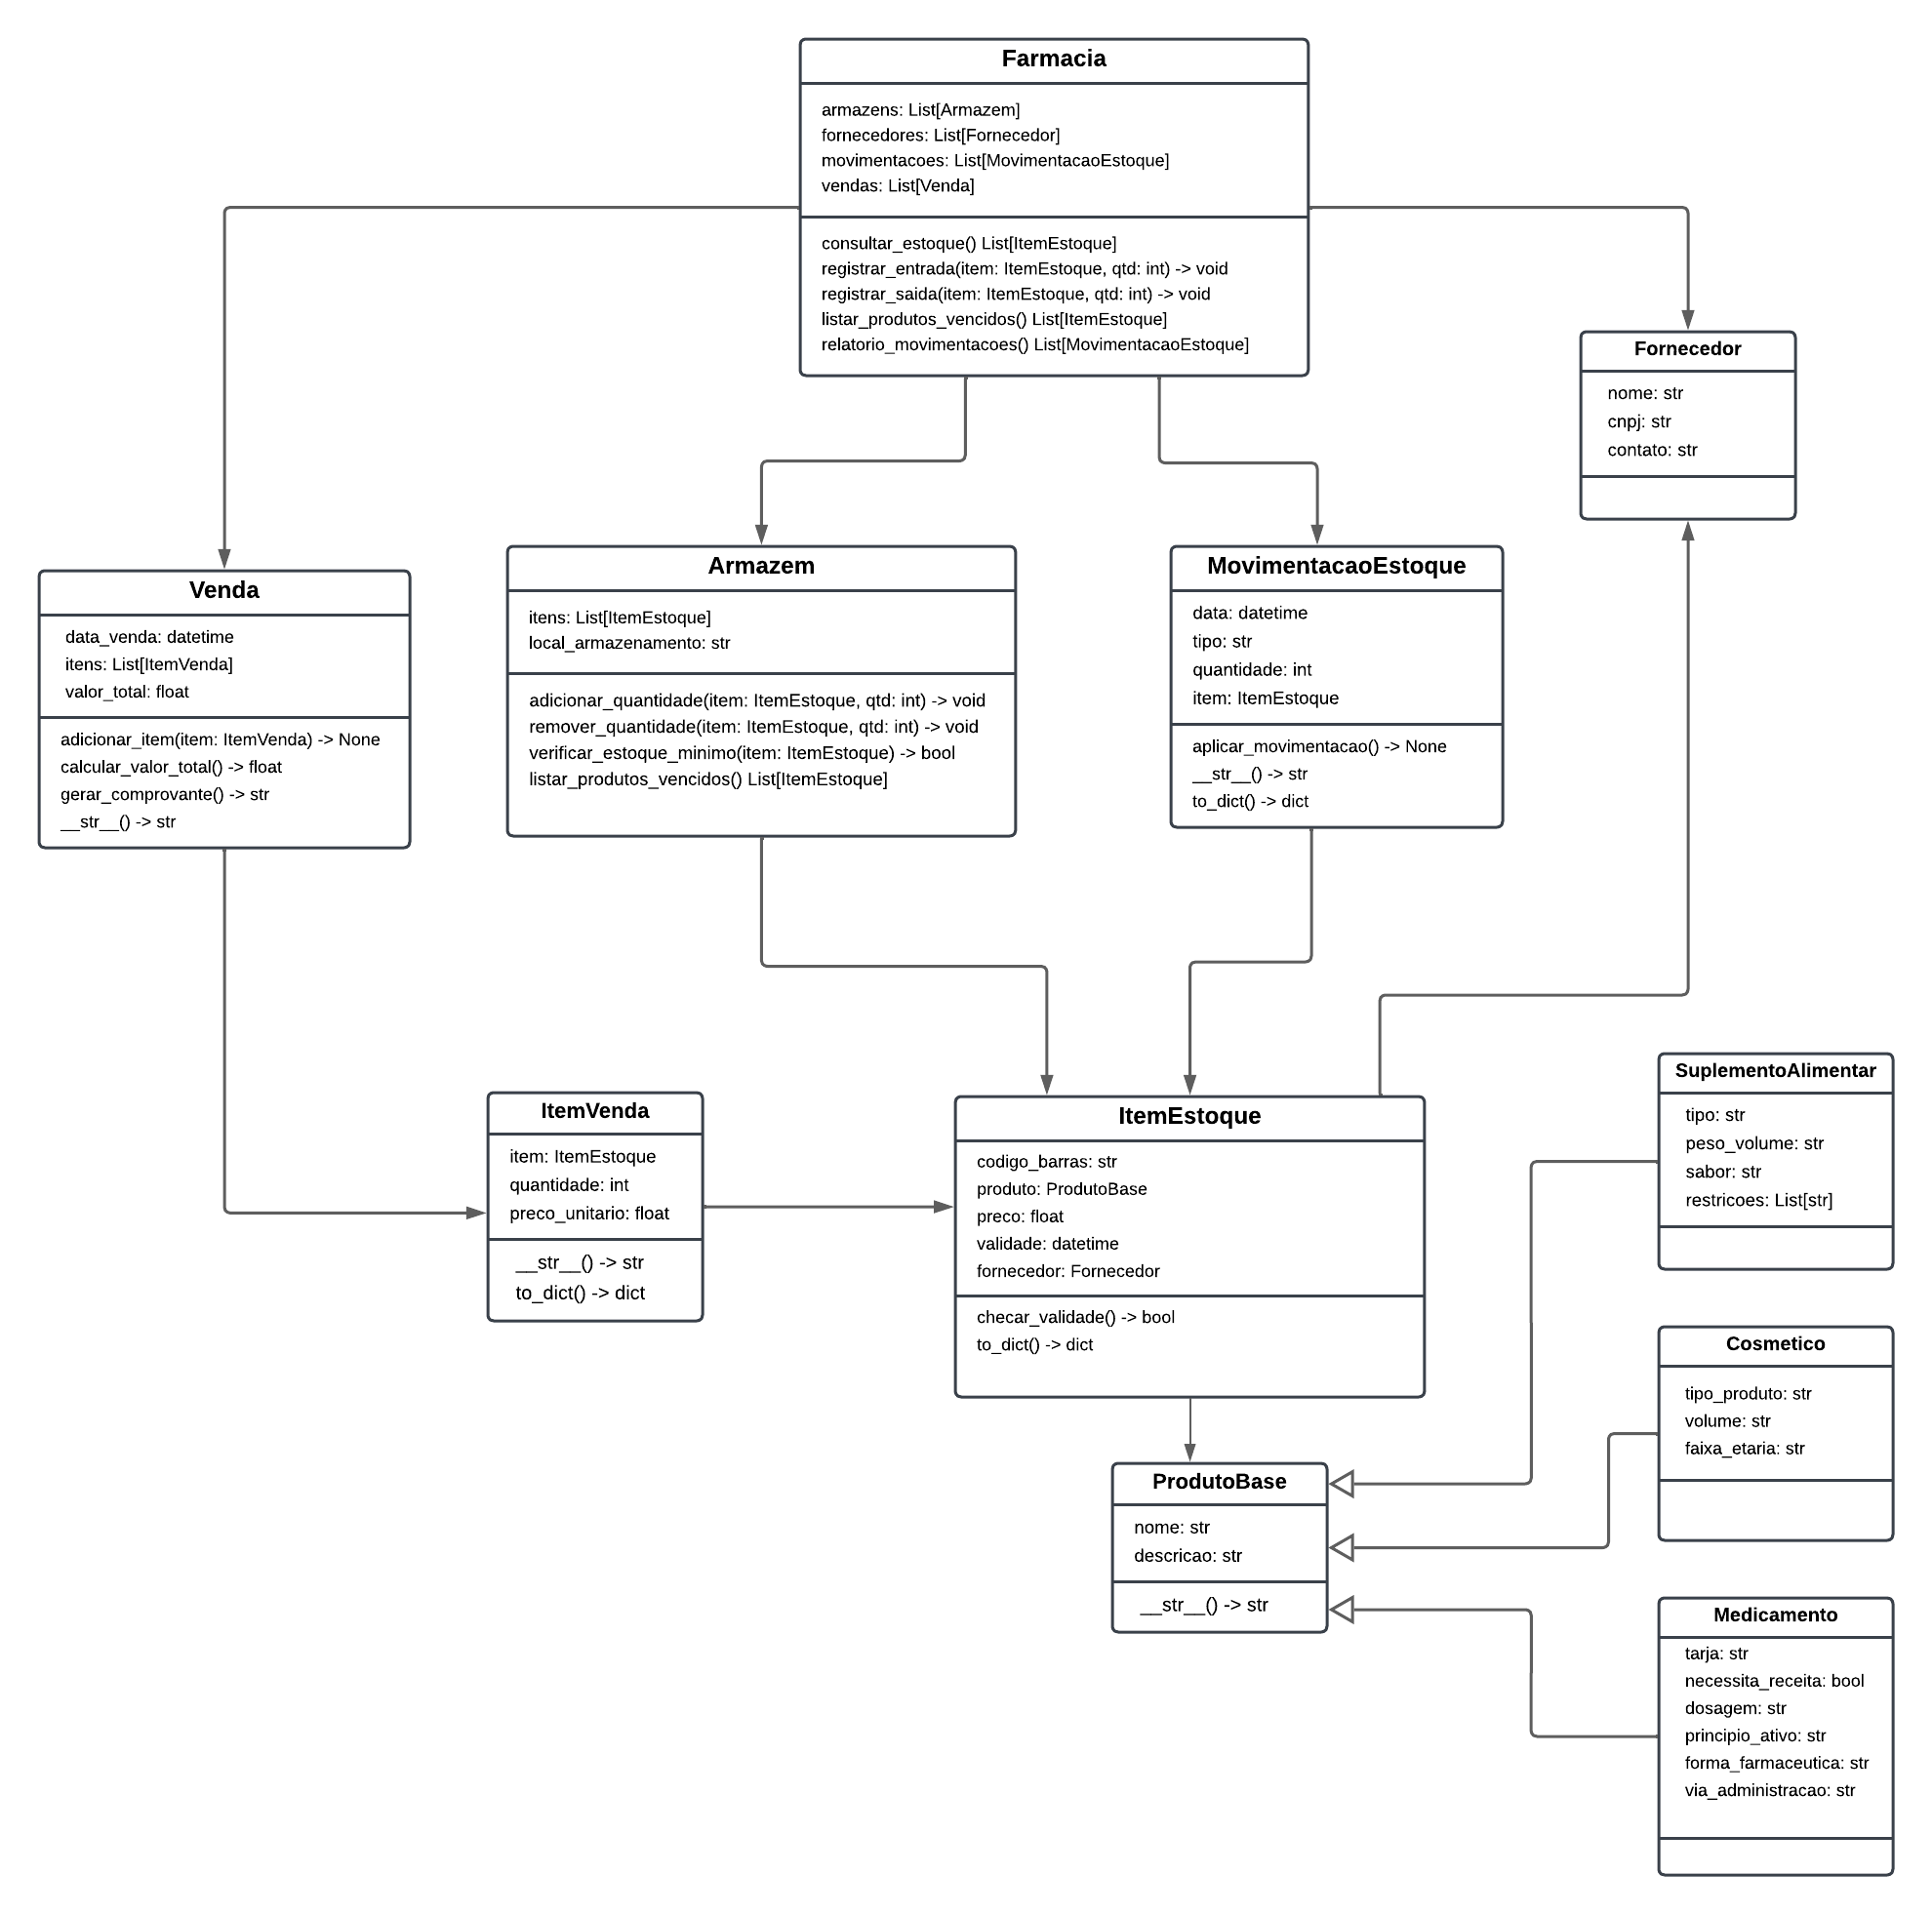 Farmacia
armazens: List[Armazem]
fornecedores: List[Fornecedor]
movimentacoes: List[MovimentacaoEstoque]
vendas: List[Venda]
consultar_estoque() List[ItemEstoque]
registrar_entrada(item: ItemEstoque, qtd: int) -> void
registrar_saida(item: ItemEstoque, qtd: int) -> void
listar_produtos_vencidos() List[ItemEstoque]
relatorio_movimentacoes() List[MovimentacaoEstoque]
Fornecedor
nome: str
cnpj: str
contato: str
Venda
data_venda: datetime
itens: List[ItemVenda]
valor_total: float
adicionar_item(item: ItemVenda) -> None
calcular_valor_total() -> float
gerar_comprovante() -> str
__str__() -> str
Armazem
itens: List[ItemEstoque]
local_armazenamento: str
adicionar_quantidade(item: ItemEstoque, qtd: int) -> void
remover_quantidade(item: ItemEstoque, qtd: int) -> void
verificar_estoque_minimo(item: ItemEstoque) -> bool
listar_produtos_vencidos() List[ItemEstoque]
MovimentacaoEstoque
data: datetime
tipo: str
quantidade: int
item: ItemEstoque
aplicar_movimentacao() -> None
__str__() -> str
to_dict() -> dict
ItemVenda
item: ItemEstoque
quantidade: int
preco_unitario: float
__str__() -> str
to_dict() -> dict
ItemEstoque
codigo_barras: str
produto: ProdutoBase
preco: float
validade: datetime
fornecedor: Fornecedor
checar_validade() -> bool
to_dict() -> dict
SuplementoAlimentar
tipo: str
peso_volume: str
sabor: str
restricoes: List[str]
Cosmetico
tipo_produto: str
volume: str
faixa_etaria: str
ProdutoBase
nome: str
descricao: str
__str__() -> str
Medicamento
tarja: str
necessita_receita: bool
dosagem: str
principio_ativo: str
forma_farmaceutica: str
via_administracao: str